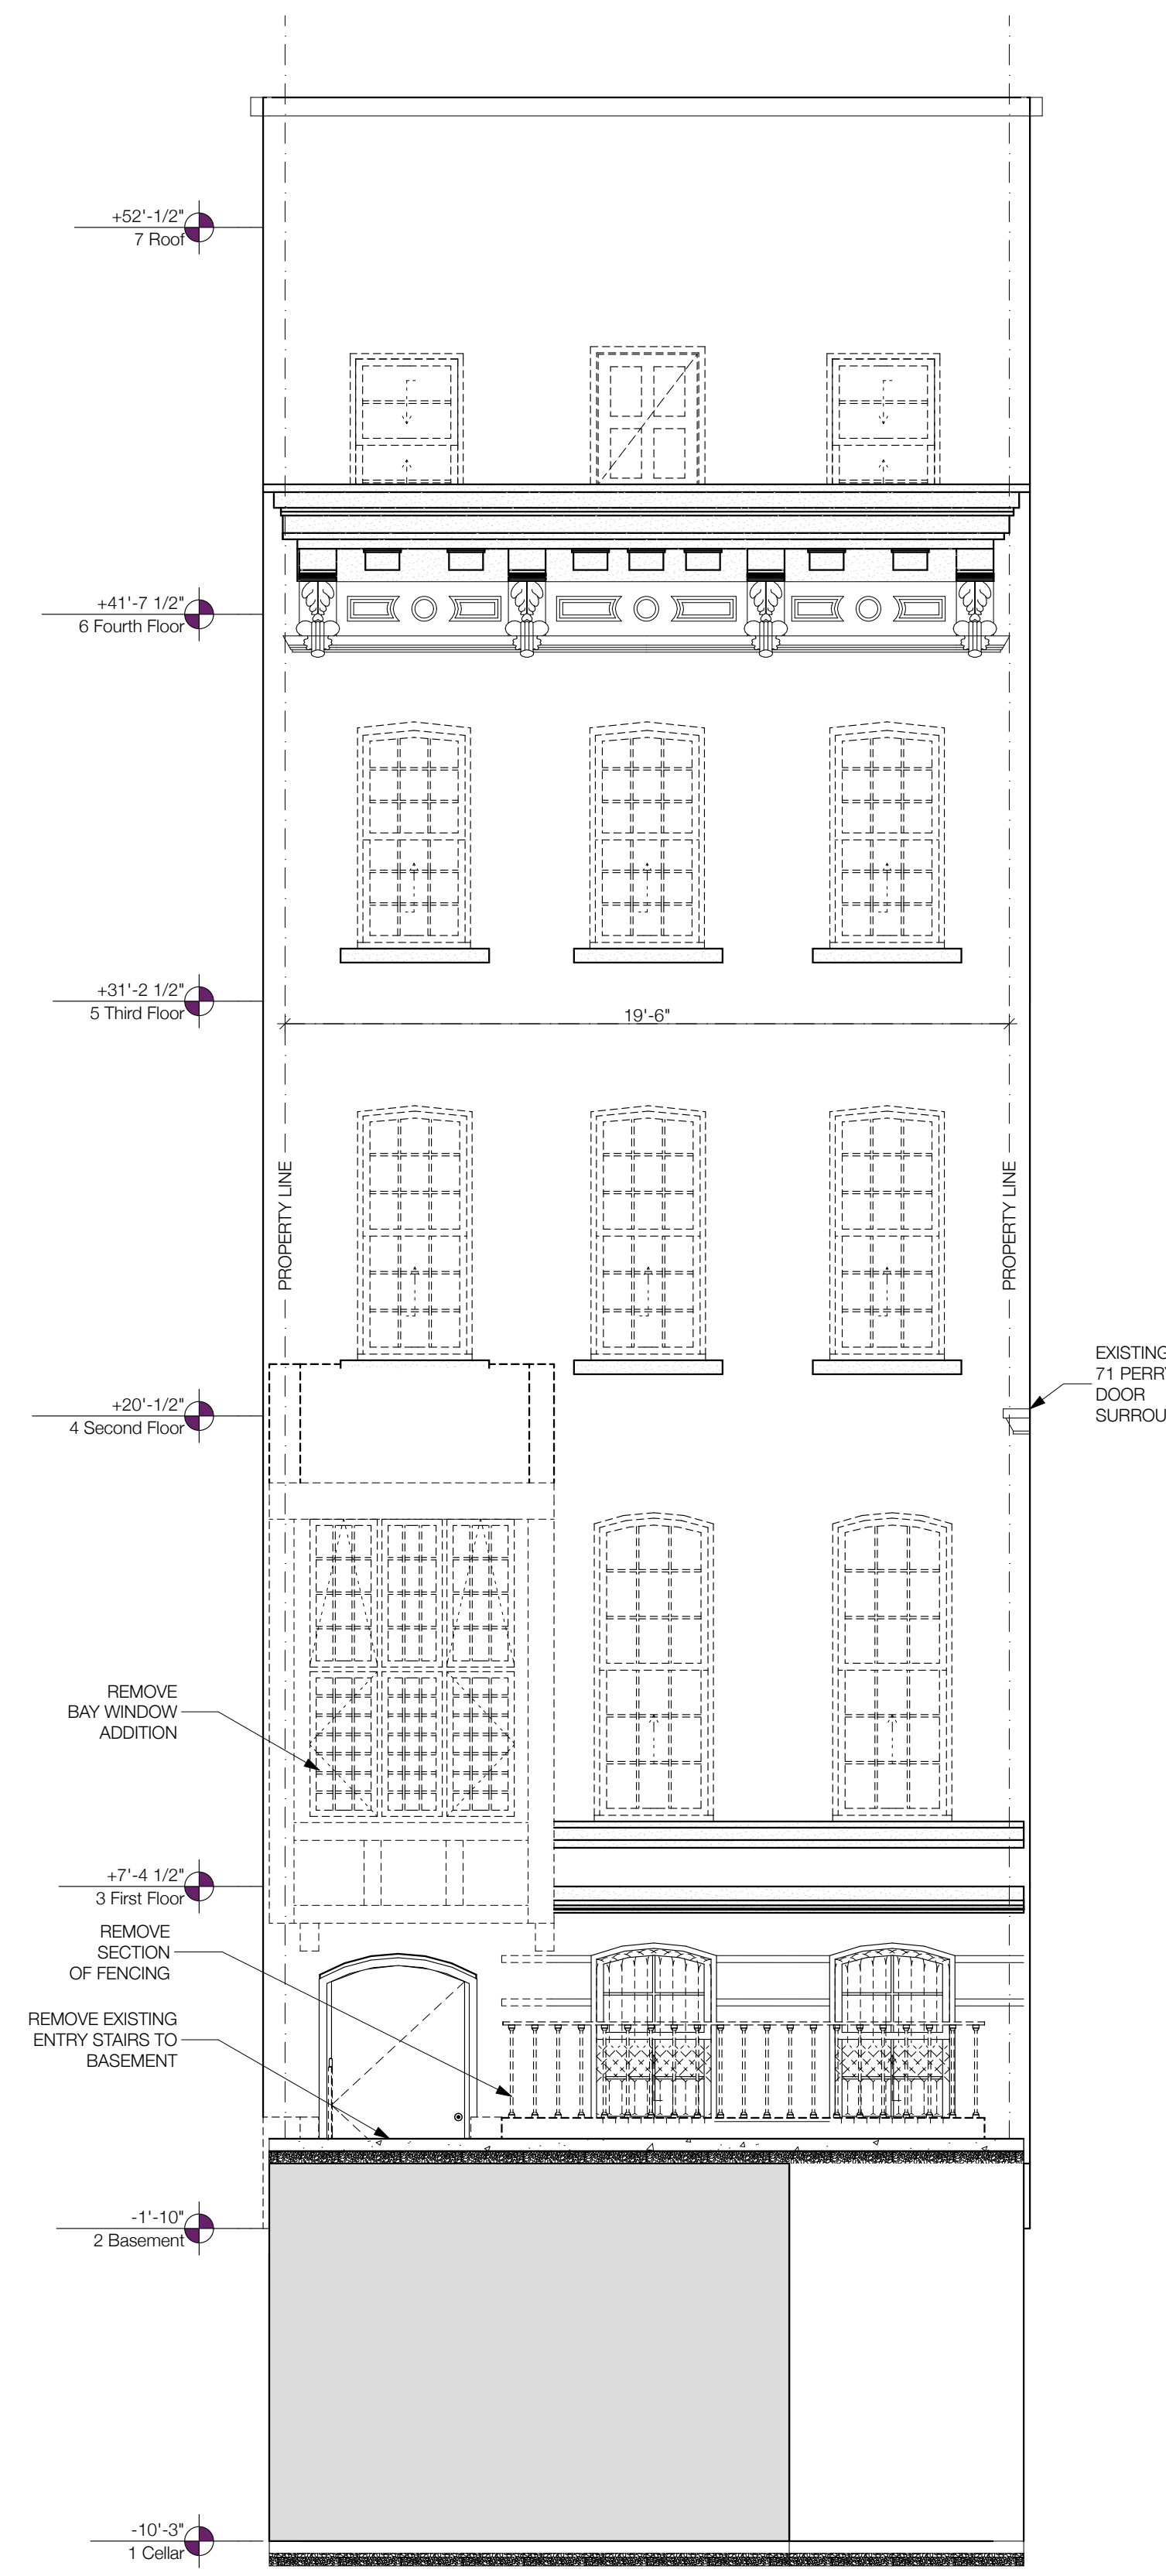 +52'-1/2"
7 Roof
+41'-7 1/2"
6 Fourth Floor
+31'-2 1/2"
5 Third Floor
19'-6"
PROPERTY LINE
PROPERTY LINE
EXISTING
71 PERRY
DOOR
SURROU
+20'-1/2"
4 Second Floor
REMOVE
BAY WINDOW
ADDITION
+7'-4 1/2"
3 First Floor
REMOVE
SECTION
OF FENCING
REMOVE EXISTING
ENTRY STAIRS TO
BASEMENT
-1'-10"
2 Basement
-10'-3"
1 Cellar